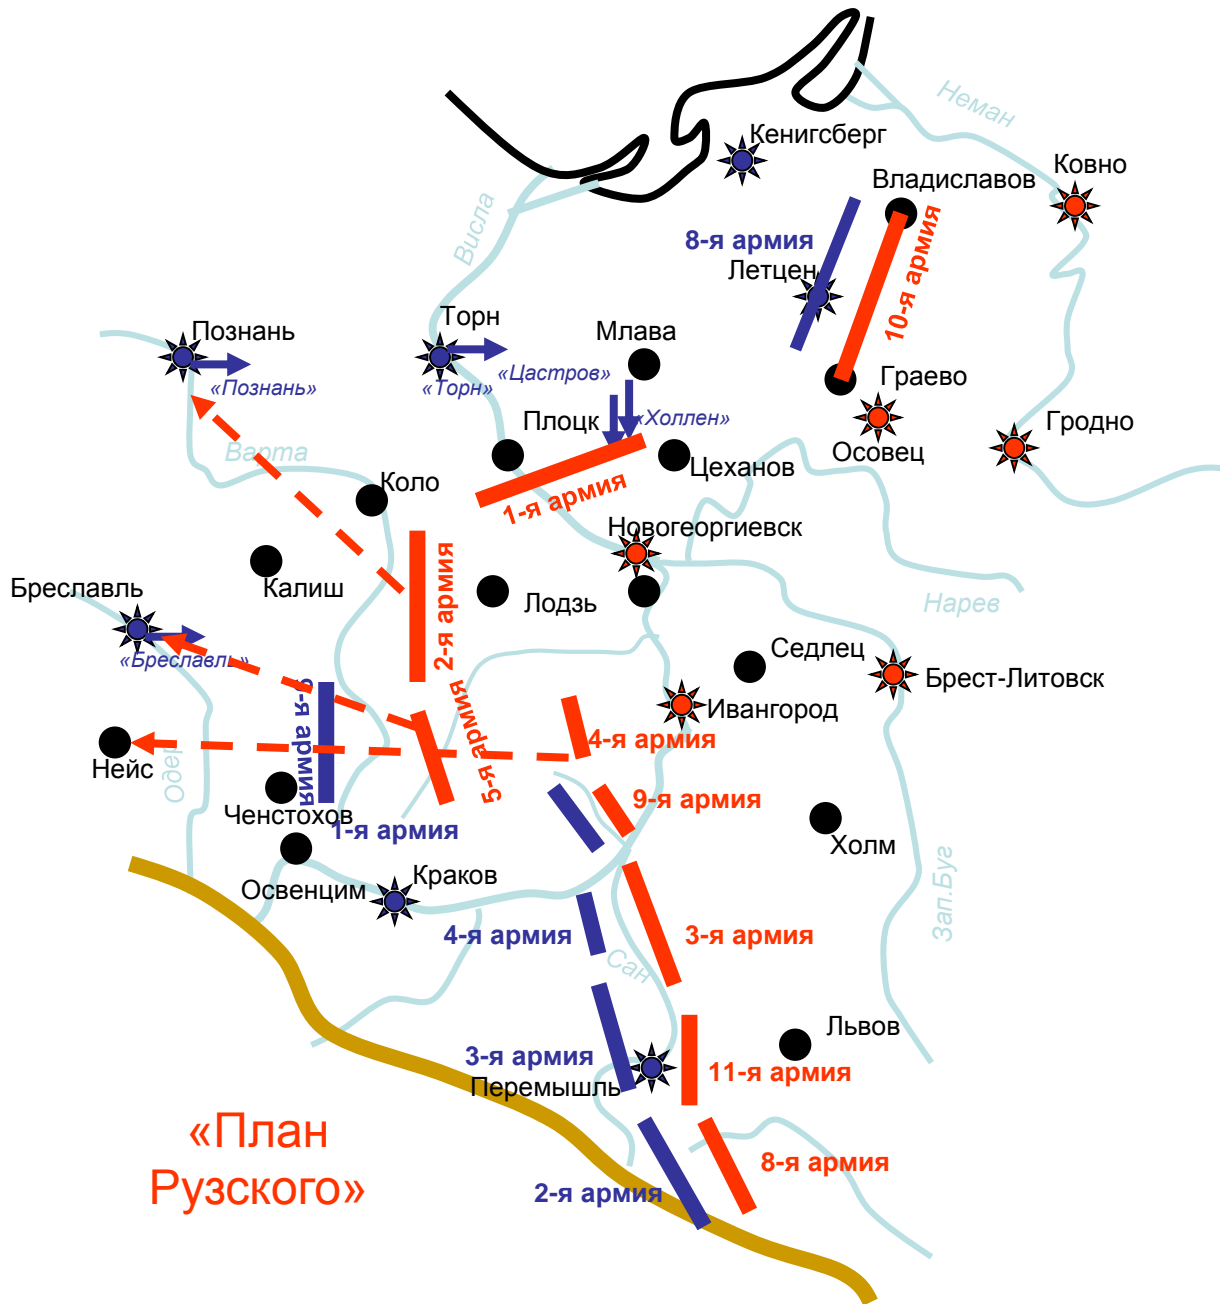 Неман
Кенигсберг
Ковно
Владиславов
Висла
8-я армия
Летцен
10-я армия
Познань
Торн
Млава
«Цастров»
«Познань»
«Торн»
Граево
Плоцк
«Холлен»
Гродно
Осовец
Варта
Цеханов
Коло
1-я армия
Новогеоргиевск
Бреславль
Калиш
Лодзь
Нарев
2-я армия
«Бреславль»
Седлец
Брест-Литовск
9-я армия
Ивангород
5-я армия
4-я армия
Нейс
Одер
9-я армия
Ченстохов
1-я армия
Холм
Освенцим
Краков
Зап.Буг
4-я армия
3-я армия
Сан
Львов
3-я армия
11-я армия
Перемышль
«План
Рузского»
8-я армия
2-я армия